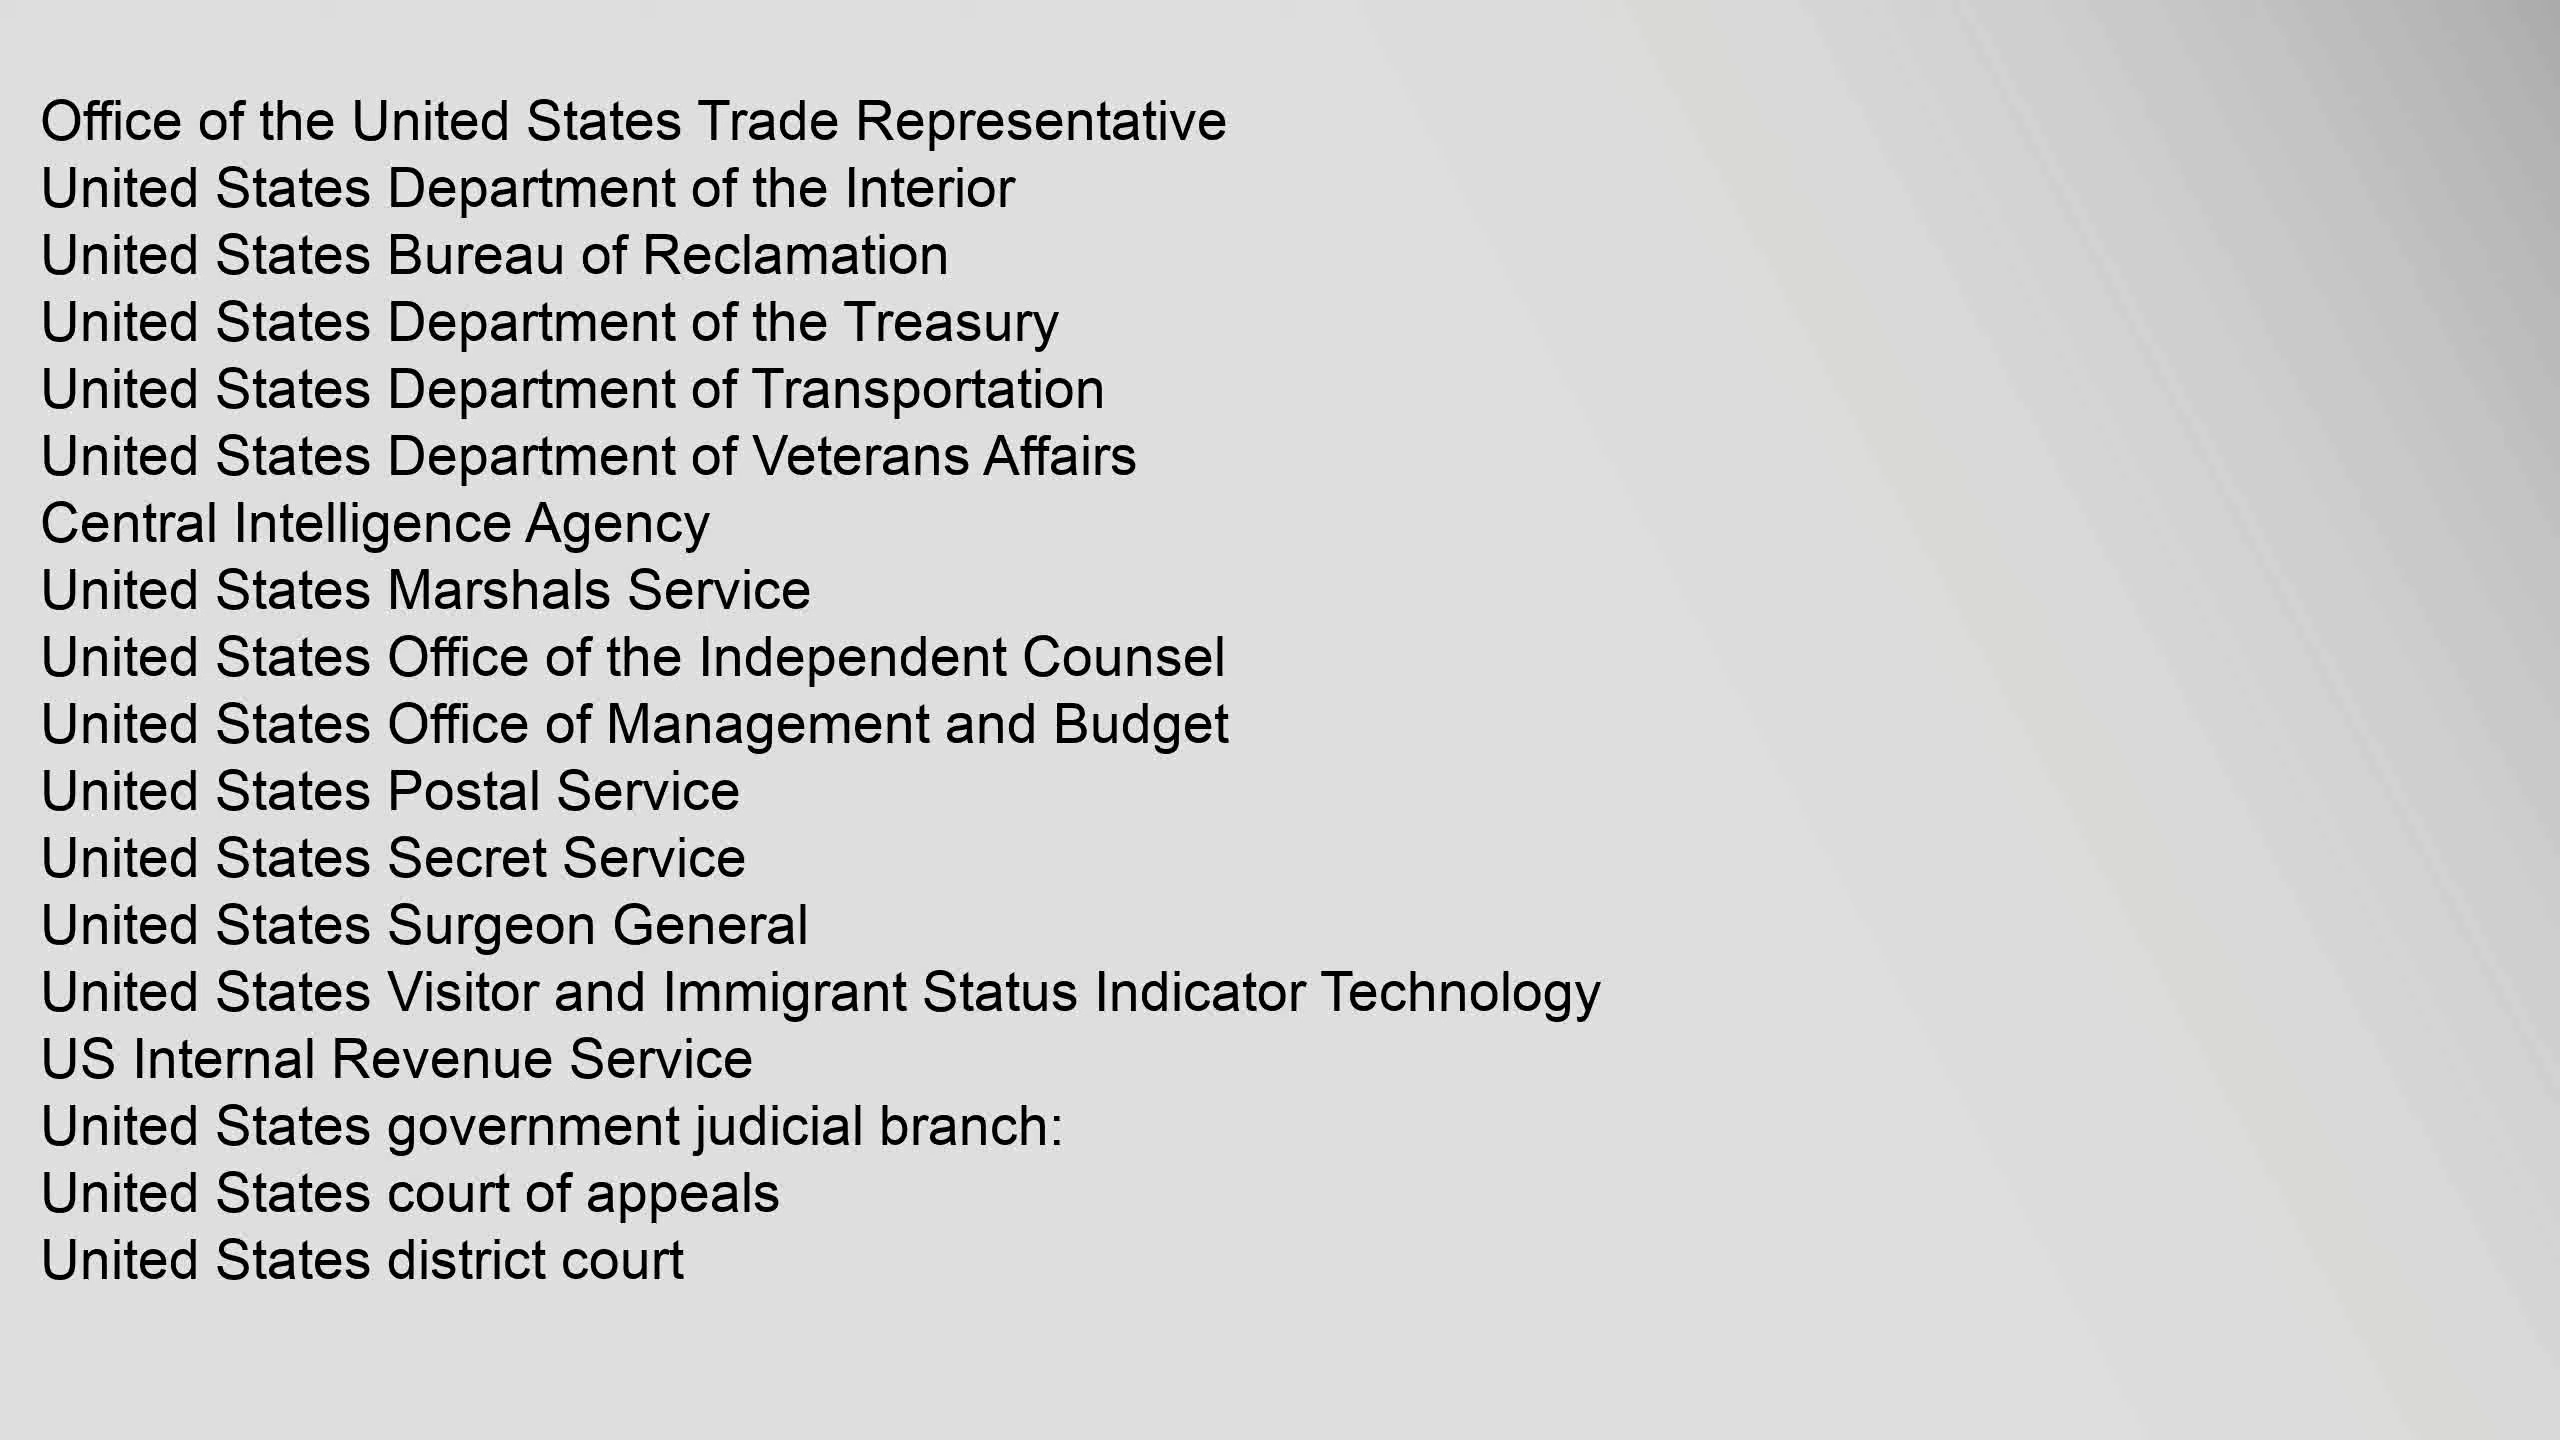 Office of the United States Trade Representative
United States Department of the Interior
United States Bureau of Reclamation
United States Department of the Treasury
United States Department of Transportation
United States Department of Veterans Affairs
Central Intelligence Agency
United States Marshals Service
United States Office of the Independent Counsel
United States Office of Management and Budget
United States Postal Service
United States Secret Service
United States Surgeon General
United States Visitor and Immigrant Status Indicator Technology
US Internal Revenue Service
United States government judicial branch:
United States court of appeals
United States district court